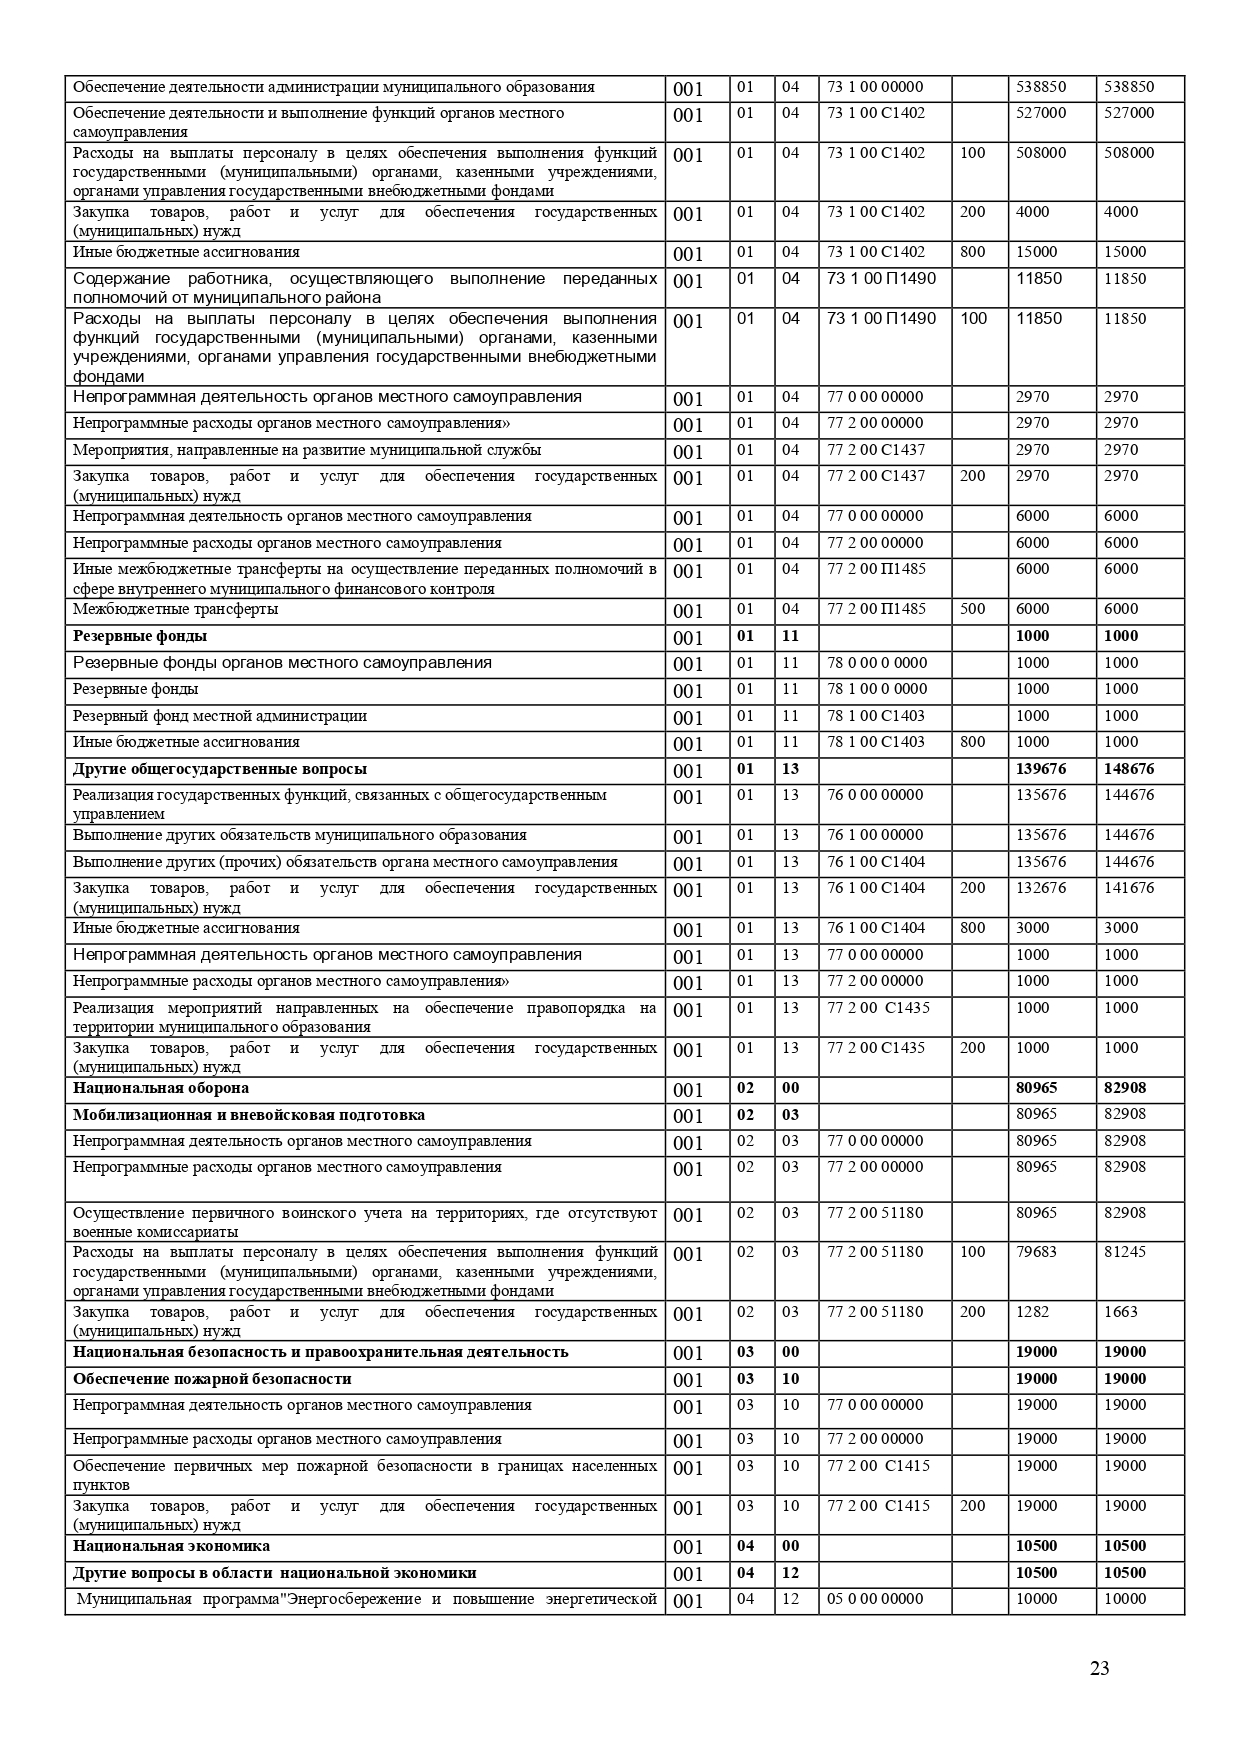 Обеспечение деятельности администрации муниципального образования 001 01 04 73 1 00 00000 538850 538850
Обеспечение деятельности и выполнение функций органов местного 001 01 04 73 1 00 С1402 527000 527000
самоуправления
Расходы на выплаты персоналу в целях обеспечения выполнения функций 001 01 04 73 1 00 С1402 100 508000 508000
государственными (муниципальными) органами, казенными учреждениями,
органами управления государственными внебюджетными фондами
Закупка товаров, работ и услуг для обеспечения государственных 001 01 04 73 1 00 С1402 200 4000 4000
(муниципальных) нужд
Иные бюджетные ассигнования 001 01 04 73 1 00 С1402 800 15000 15000
Содержание работника, осуществляющего выполнение переданных 001 01 04 73 1 00 П1490 11850 11850
полномочий от муниципального района
Расходы на выплаты персоналу в целях обеспечения выполнения 001 01 04 73 1 00 П1490 100 11850 11850
функций государственными (муниципальными) органами, казенными
учреждениями, органами управления государственными внебюджетными
фондами
Непрограммная деятельность органов местного самоуправления 001 01 04 77 0 00 00000 2970 2970
Непрограммные расходы органов местного самоуправления» 001 01 04 77 2 00 00000 2970 2970
Мероприятия, направленные на развитие муниципальной службы 001 01 04 77 2 00 С1437 2970 2970
Закупка товаров, работ и услуг для обеспечения государственных 001 01 04 77 2 00 С1437 200 2970 2970
(муниципальных) нужд
Непрограммная деятельность органов местного самоуправления 001 01 04 77 0 00 00000 6000 6000
Непрограммные расходы органов местного самоуправления 001 01 04 77 2 00 00000 6000 6000
Иные межбюджетные трансферты на осуществление переданных полномочий в 001 01 04 77 2 00 П1485 6000 6000
сфере внутреннего муниципального финансового контроля
Межбюджетные трансферты 001 01 04 77 2 00 П1485 500 6000 6000
Резервные фонды 001 01 11 1000 1000
Резервные фонды органов местного самоуправления 001 01 11 78 0 00 0 0000 1000 1000
Резервные фонды 001 01 11 78 1 00 0 0000 1000 1000
Резервный фонд местной администрации 001 01 11 78 1 00 С1403 1000 1000
Иные бюджетные ассигнования 001 01 11 78 1 00 С1403 800 1000 1000
Другие общегосударственные вопросы 001 01 13 139676 148676
Реализация государственных функций, связанных с общегосударственным 001 01 13 76 0 00 00000 135676 144676
управлением
Выполнение других обязательств муниципального образования 001 01 13 76 1 00 00000 135676 144676
Выполнение других (прочих) обязательств органа местного самоуправления 001 01 13 76 1 00 С1404 135676 144676
Закупка товаров, работ и услуг для обеспечения государственных 001 01 13 76 1 00 С1404 200 132676 141676
(муниципальных) нужд
Иные бюджетные ассигнования 001 01 13 76 1 00 С1404 800 3000 3000
Непрограммная деятельность органов местного самоуправления 001 01 13 77 0 00 00000 1000 1000
Непрограммные расходы органов местного самоуправления» 001 01 13 77 2 00 00000 1000 1000
Реализация мероприятий направленных на обеспечение правопорядка на 001 01 13 77 2 00 С1435 1000 1000
территории муниципального образования
Закупка товаров, работ и услуг для обеспечения государственных 001 01 13 77 2 00 С1435 200 1000 1000
(муниципальных) нужд
Национальная оборона 001 02 00 80965 82908
Мобилизационная и вневойсковая подготовка 001 02 03 80965 82908
Непрограммная деятельность органов местного самоуправления 001 02 03 77 0 00 00000 80965 82908
Непрограммные расходы органов местного самоуправления 001 02 03 77 2 00 00000 80965 82908
Осуществление первичного воинского учета на территориях, где отсутствуют 001 02 03 77 2 00 51180 80965 82908
военные комиссариаты
Расходы на выплаты персоналу в целях обеспечения выполнения функций 001 02 03 77 2 00 51180 100 79683 81245
государственными (муниципальными) органами, казенными учреждениями,
органами управления государственными внебюджетными фондами
Закупка товаров, работ и услуг для обеспечения государственных 001 02 03 77 2 00 51180 200 1282 1663
(муниципальных) нужд
Национальная безопасность и правоохранительная деятельность 001 03 00 19000 19000
Обеспечение пожарной безопасности 001 03 10 19000 19000
Непрограммная деятельность органов местного самоуправления 001 03 10 77 0 00 00000 19000 19000
Непрограммные расходы органов местного самоуправления 001 03 10 77 2 00 00000 19000 19000
Обеспечение первичных мер пожарной безопасности в границах населенных 001 03 10 77 2 00 С1415 19000 19000
пунктов
Закупка товаров, работ и услуг для обеспечения государственных 001 03 10 77 2 00 С1415 200 19000 19000
(муниципальных) нужд
Национальная экономика 001 04 00 10500 10500
Другие вопросы в области национальной экономики 001 04 12 10500 10500
Муниципальная программа"Энергосбережение и повышение энергетической 001 04 12 05 0 00 00000 10000 10000
23